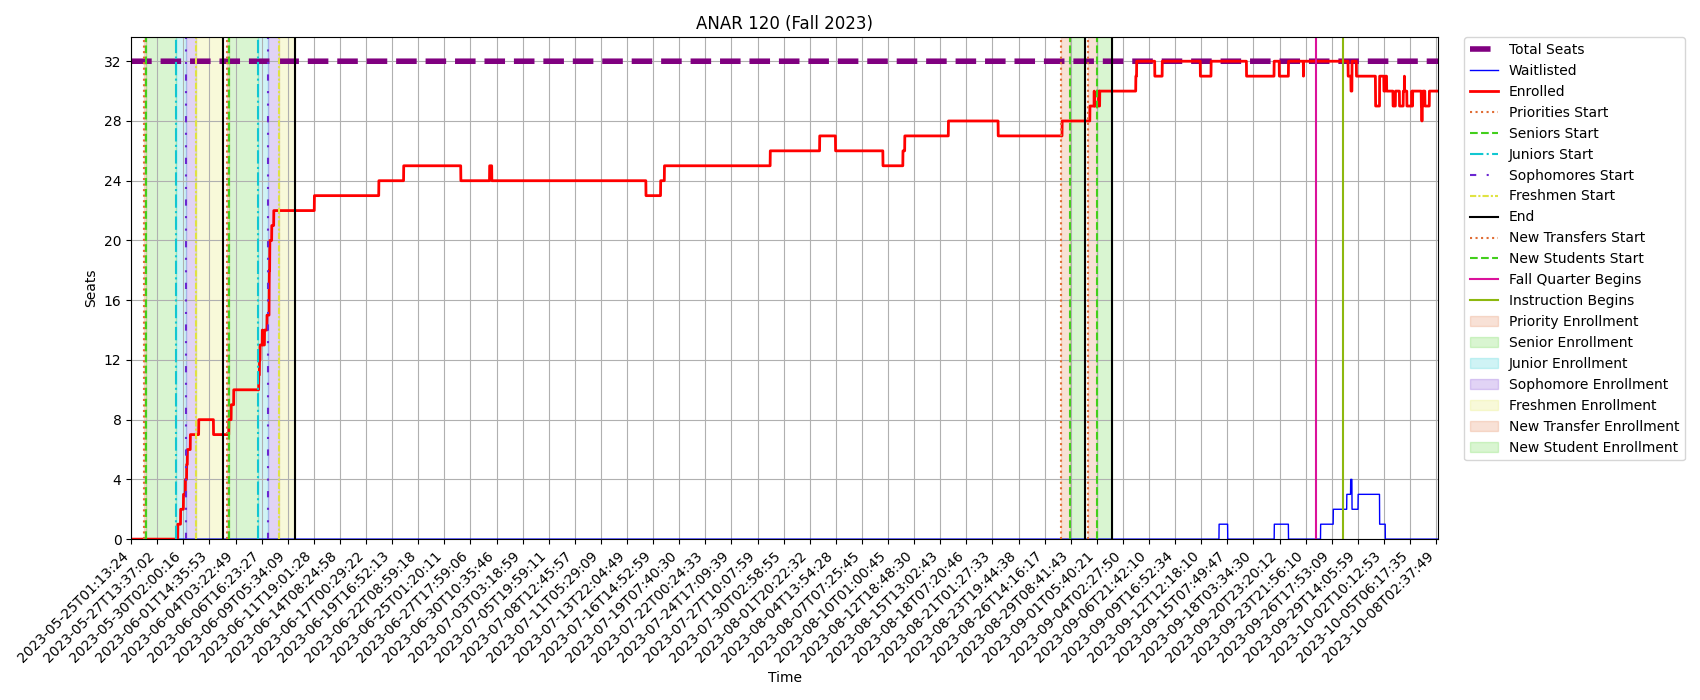 ANAR 120 (Fall 2023)
Seats
32
28
24
20
16
12
8
4
0
2023-05-25T01:13:24
2023-05-27T13:37:02
2023-05-30T02:00:16
2023-06-01T14:35:53
2023-06-04T03:22:49
2023-06-06T16:23:27
2023-06-09T05:34:09
2023-06-11T19:01:28
2023-06-14T08:24:58
2023-06-17T00:29:22
2023-06-19T16:52:13
2023-06-22T08:59:18
2023-06-25T01:20:11
2023-06-27T17:59:06
2023-06-30T10:35:46
2023-07-03T03:18:59
2023-07-05T19:59:11
2023-07-08T12:45:57
2023-07-11T05:29:09
2023-07-13T22:04:49
2023-07-16T14:52:59
2023-07-19T07:40:30
2023-07-22T00:24:33
2023-07-24T17:09:39
2023-07-27T10:07:59
2023-07-30T02:58:55
2023-08-01T20:22:32
2023-08-04T13:54:28
2023-08-07T07:25:45
2023-08-10T01:00:45
2023-08-12T18:48:30
2023-08-15T13:02:43
2023-08-18T07:20:46
2023-08-21T01:27:33
2023-08-23T19:44:38
2023-08-26T14:16:17
2023-08-29T08:41:43
2023-09-01T05:40:21
2023-09-04T02:27:50
2023-09-06T21:42:10
2023-09-09T16:52:34
2023-09-12T12:18:10
2023-09-15T07:49:47
2023-09-18T03:34:30
2023-09-20T23:20:12
2023-09-23T21:56:10
2023-09-26T17:53:09
2023-09-29T14:05:59
2023-10-02T10:12:53
2023-10-05T06:17:35
2023-10-08T02:37:49
Time
Total Seats
Waitlisted
Enrolled
Priorities Start
Seniors Start
Juniors Start
Sophomores Start
Freshmen Start
End
New Transfers Start
New Students Start
Fall Quarter Begins
Instruction Begins
Priority Enrollment
Senior Enrollment
Junior Enrollment
Sophomore Enrollment
Freshmen Enrollment
New Transfer Enrollment
New Student Enrollment